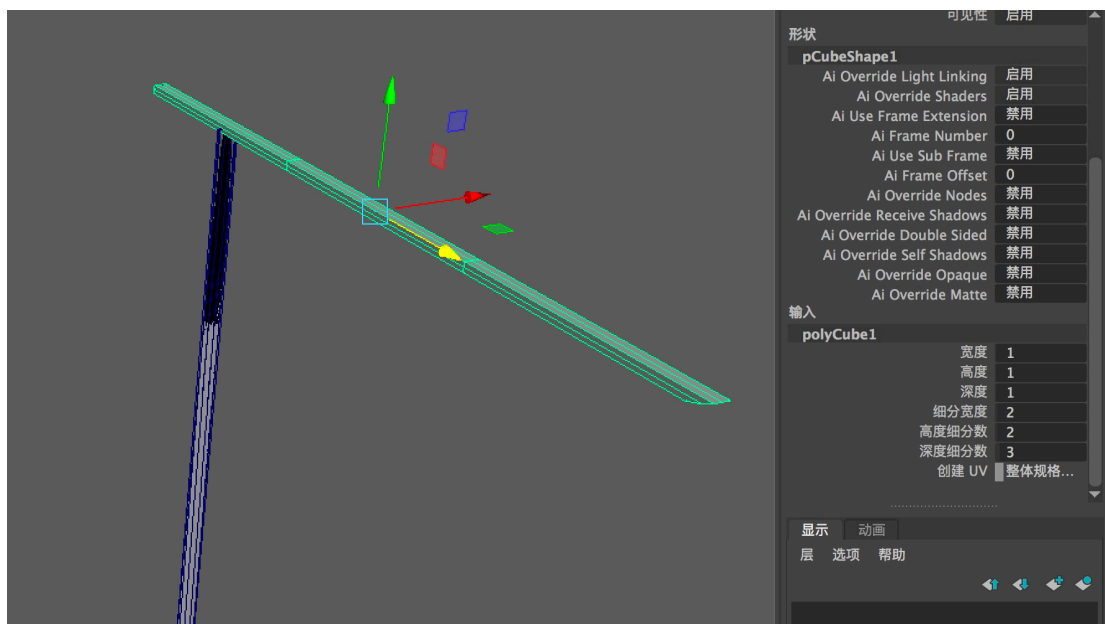 可见性 启用
形状
pCubeShape1
Ai Override Light Linking 启用
Ai Override Shaders 启用
Ai Use Frame Extension 禁用
Ai Frame Number 0
Ai Use Sub Frame 禁用
Ai Frame Offset 0
Ai Override Nodes 禁用
Ai Override Receive Shadows 禁用
Ai Override Double Sided 禁用
Ai Override Self Shadows 禁用
Ai Override Opaque 禁用
Ai Override Matte 禁用
输入
polyCube1
宽度 1
高度 1
深度 1
细分宽度 2
高度细分数 2
深度细分数 3
创建 UV 整体规格...
显示 动画
层 选项 帮助